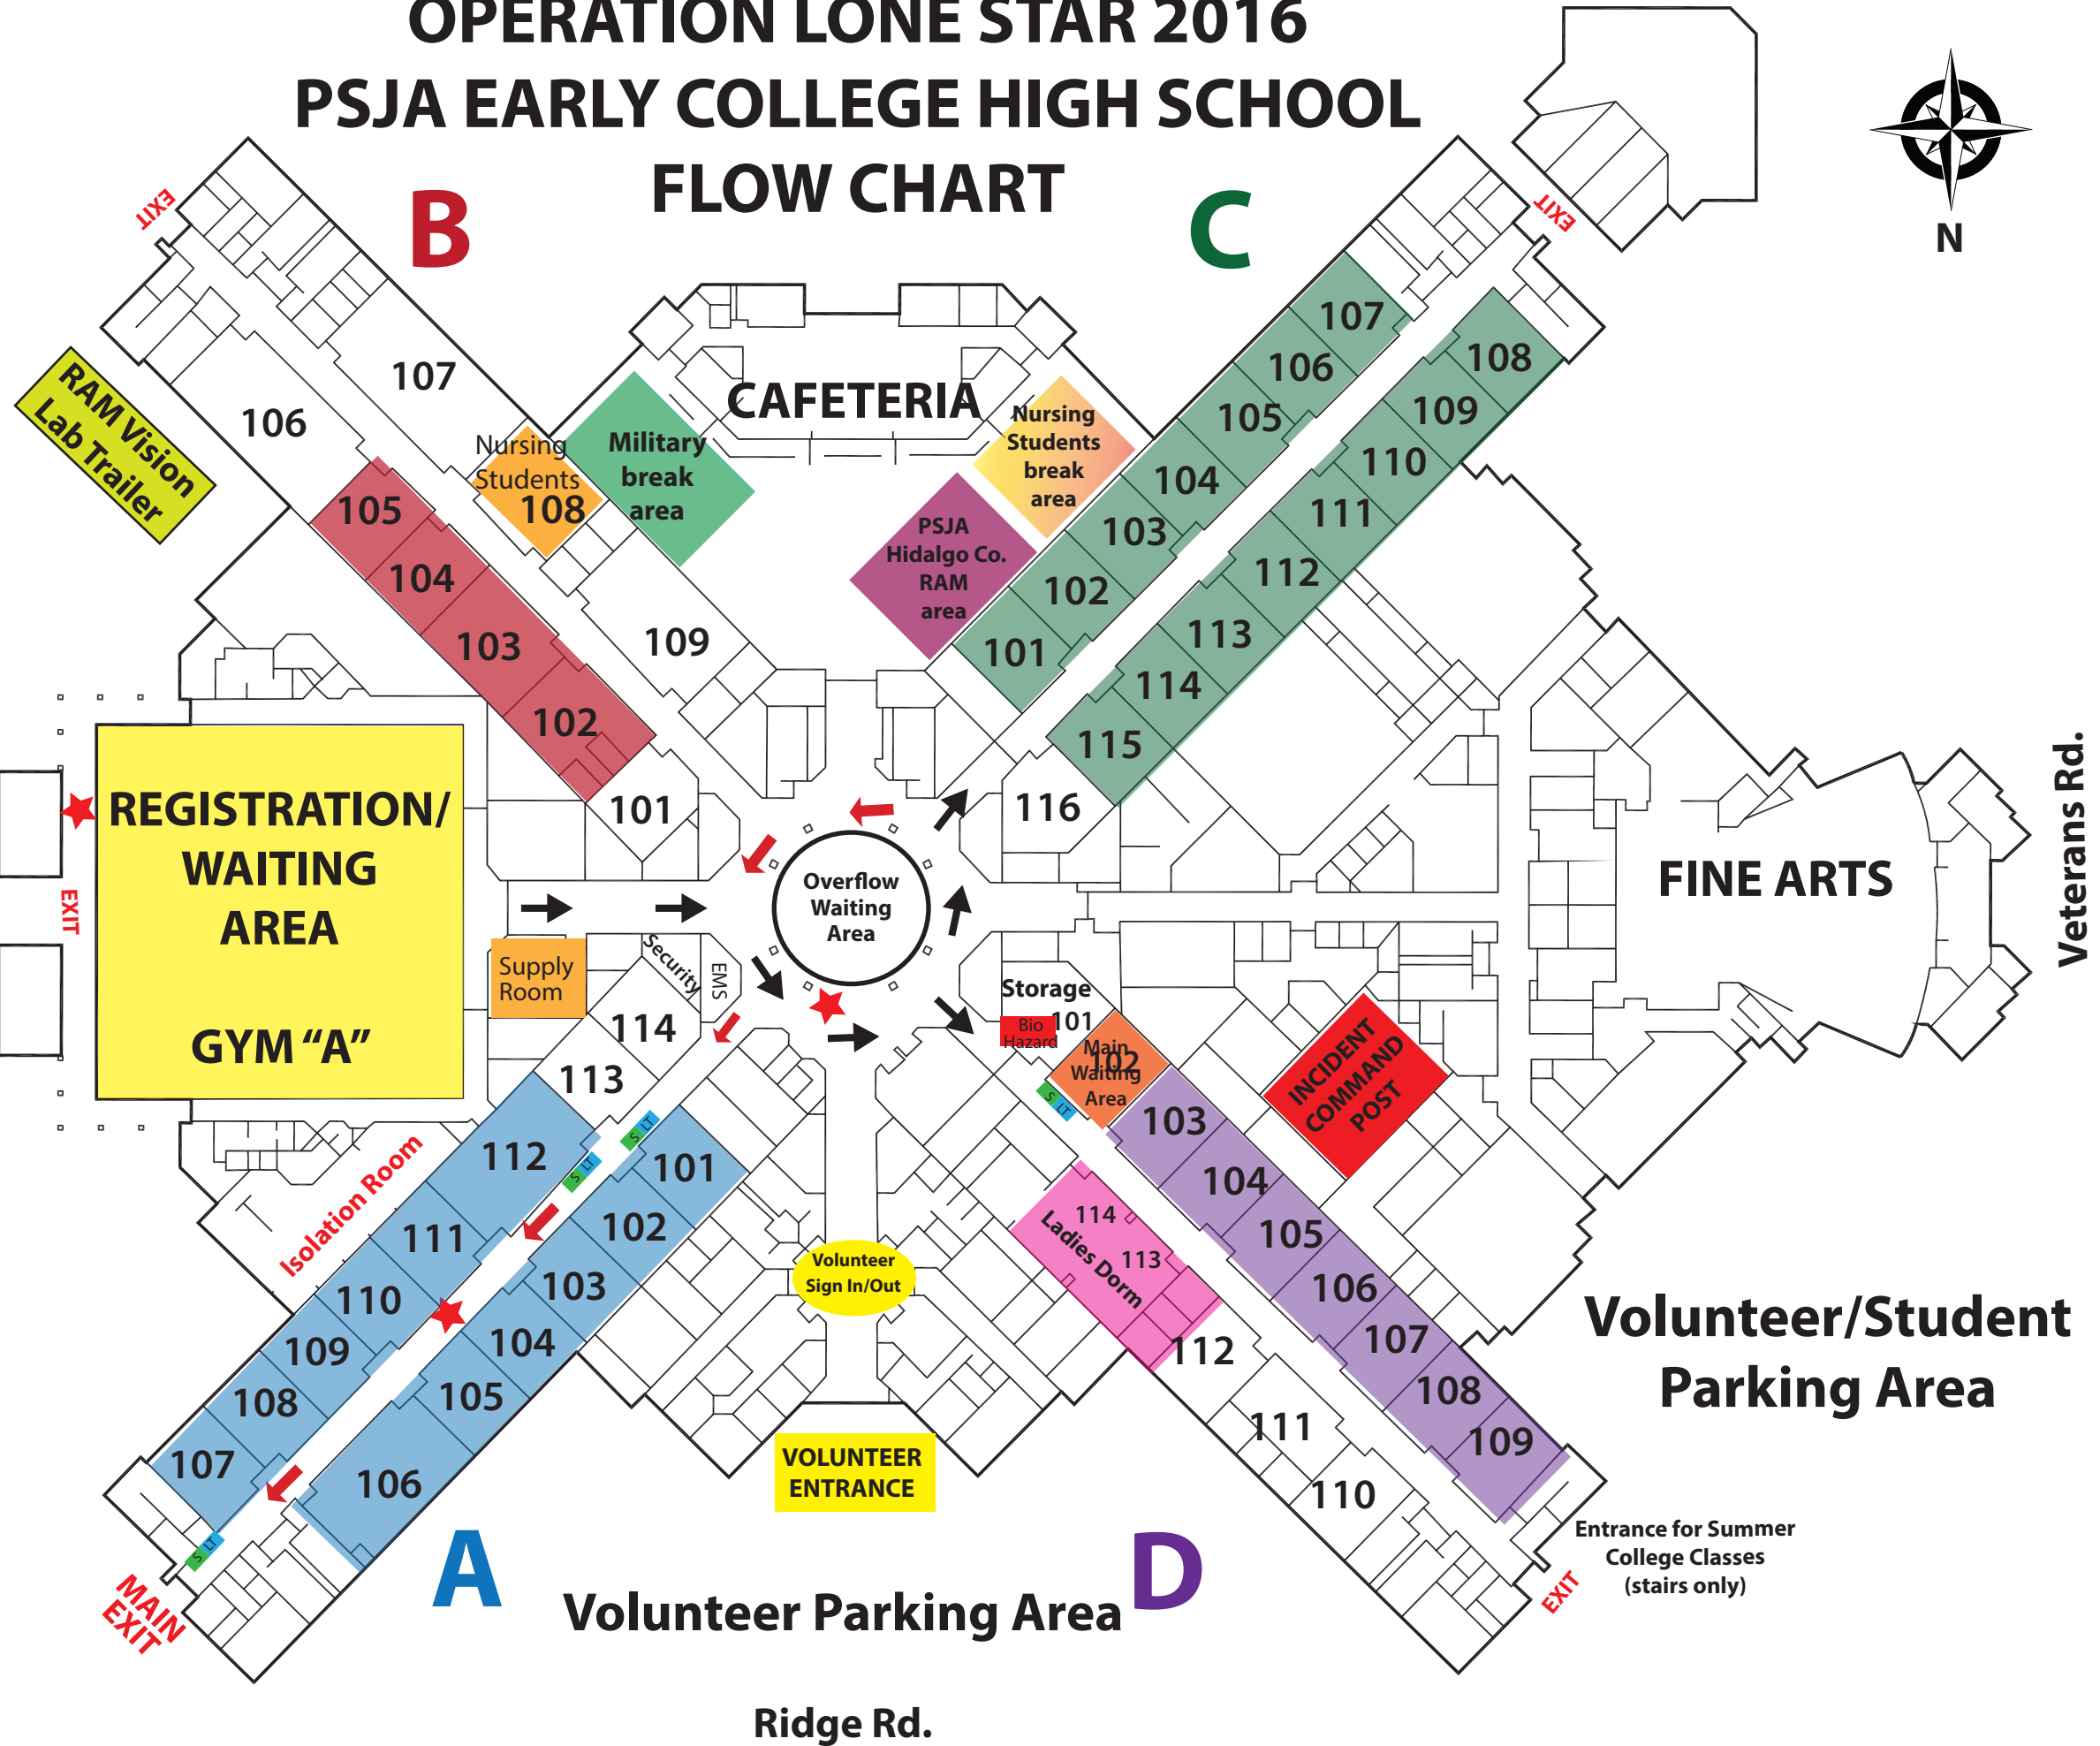 OPERATION LONE STAR 2016
PSJA EARLY COLLEGE HIGH SCHOOL
FLOW CHART
N
B
C
EXIT
EXIT
RAM Vision
Lab Trailer
107
106
105
104
103
102
101
Nursing
Students
108
109
Military
break
area
CAFETERIA
Nursing
Students
break
area
PSJA
Hidalgo Co.
RAM
area
107
106
105
104
103
102
101
108
109
110
111
112
113
114
115
116
REGISTRATION/
WAITING
AREA
GYM “A”
EXIT
Overflow
Waiting
Area
FINE ARTS
Veterans Rd.
Supply
Room
Security
EMS
114
113
112
111
110
109
108
107
S LT
S LT
101
102
103
104
105
106
Isolation Room
S LT
MAIN
EXIT
A
Storage
101
Bio
Hazard
Main
102
Waiting
Area
S LT
103
104
105
106
107
108
109
INCIDENT
COMMAND
POST
114
113
Ladies Dorm
112
111
110
Volunteer
Sign In/Out
VOLUNTEER
ENTRANCE
Volunteer/Student
Parking Area
Entrance for Summer
College Classes
(stairs only)
EXIT
D
Volunteer Parking Area
Ridge Rd.